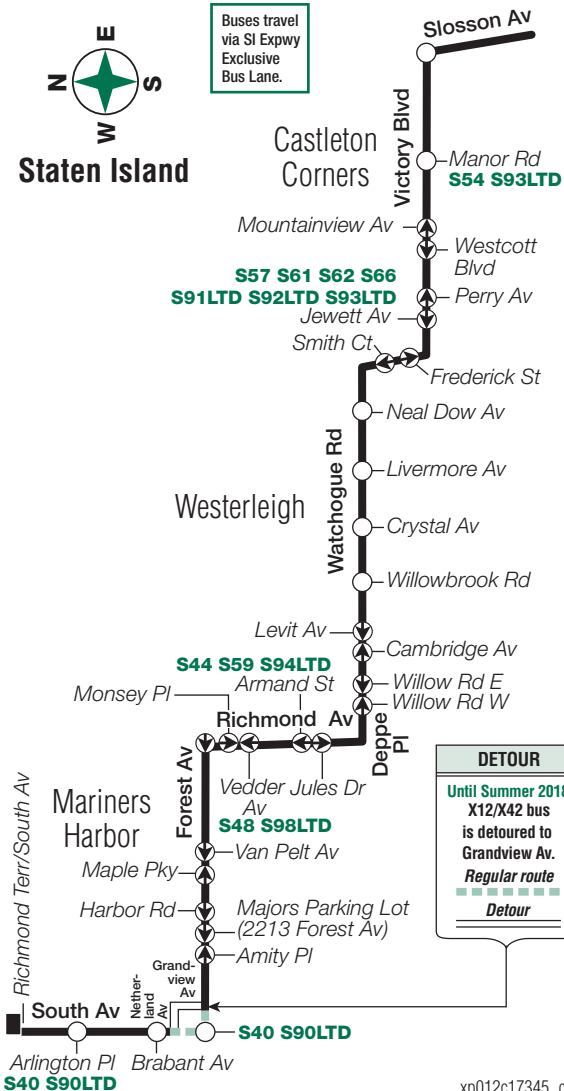 Slosson Av
Buses travel
via SI Expwy
Exclusive
Bus Lane.
E
N
S
W
Staten Island
Castleton
Corners
Victory Blvd
Manor Rd
S54 S93LTD
Mountainview Av
Westcott
Blvd
S57 S61 S62 S66
S91LTD S92LTD S93LTD
Perry Av
Jewett Av
Smith Ct
Frederick St
Neal Dow Av
Watchogue Rd
Livermore Av
Westerleigh
Crystal Av
Willowbrook Rd
Levit Av
Cambridge Av
S44 S59 S94LTD
Armand St
Willow Rd E
Monsey Pl
Willow Rd W
Richmond Av
Deppe
Pl
Forest Av
Vedder
Av
Jules Dr
Mariners
Harbor
S48 S98LTD
Van Pelt Av
Maple Pky
Harbor Rd
Majors Parking Lot
(2213 Forest Av)
Amity Pl
DETOUR
Until Summer 2018
X12/X42 bus
is detoured to
Grandview Av.
Regular route
Detour
Richmond Terr/South Av
Grand-
view
Av
Nether-
land
Av
South Av
S40 S90LTD
Arlington Pl
Brabant Av
S40 S90LTD